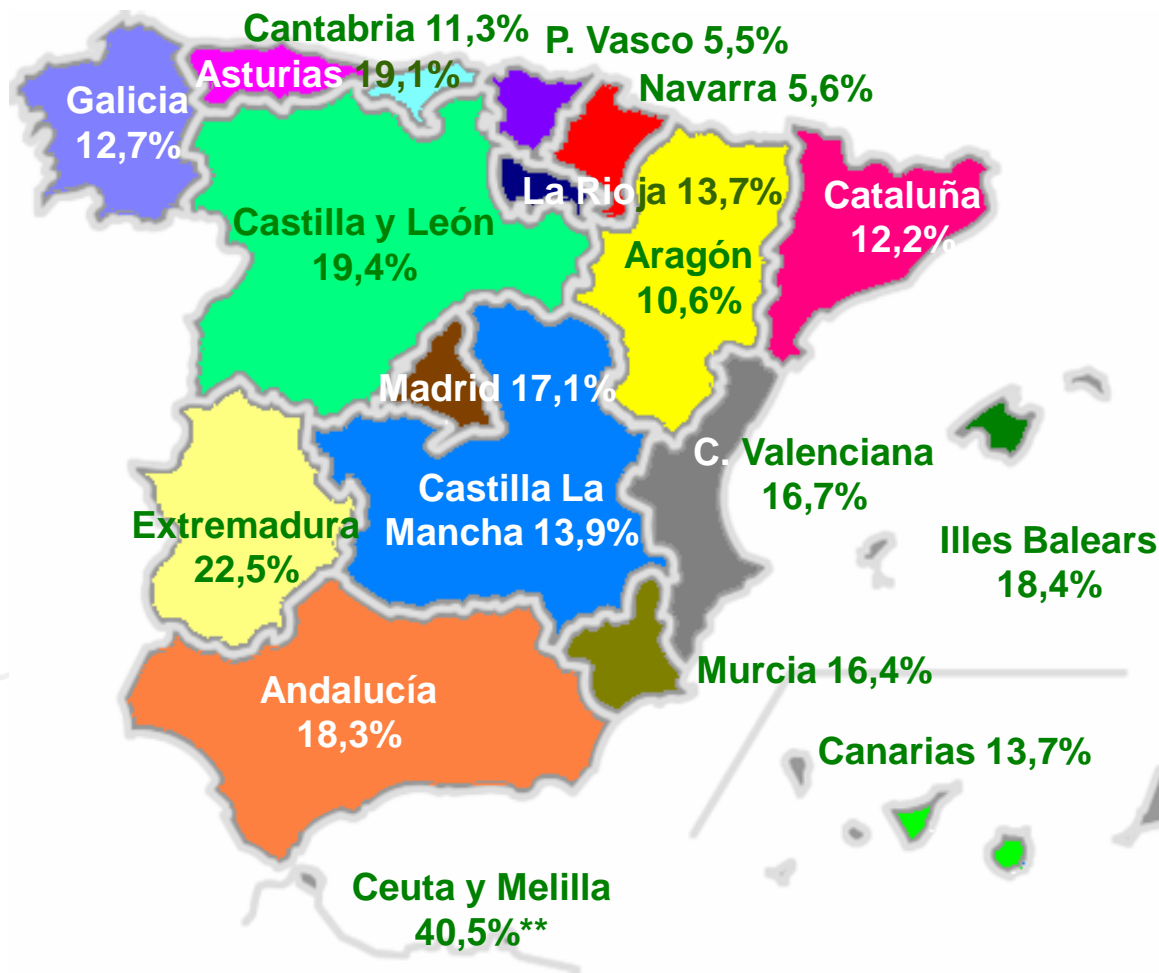 Cantabria 11,3%
P. Vasco 5,5%
Asturias 19,1%
Navarra 5,6%
Galicia
12,7%
La Rioja 13,7%
Cataluña
12,2%
Castilla y León
19,4%
Aragón
10,6%
Madrid 17,1%
C. Valenciana
16,7%
Castilla La
Mancha 13,9%
Extremadura
22,5%
Illes Balears
18,4%
Murcia 16,4%
Andalucía
18,3%
Canarias 13,7%
Ceuta y Melilla
40,5%**